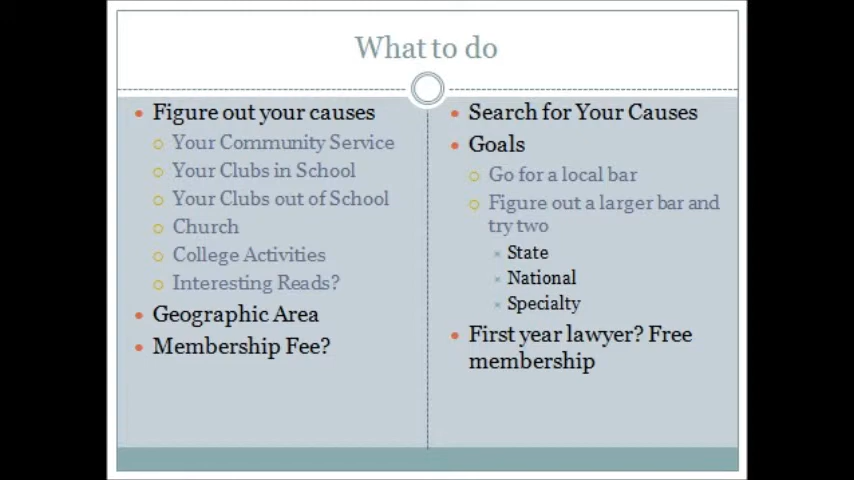 What to do
Figure out your causes
Your Community Service
Your Clubs in School
Your Clubs out of School
Church
College Activities
Interesting Reads?
Geographic Area
Membership Fee?
Search for Your Causes
Goals
Go for a local bar
Figure out a larger bar and
try two
State
National
Specialty
First year lawyer? Free
membership